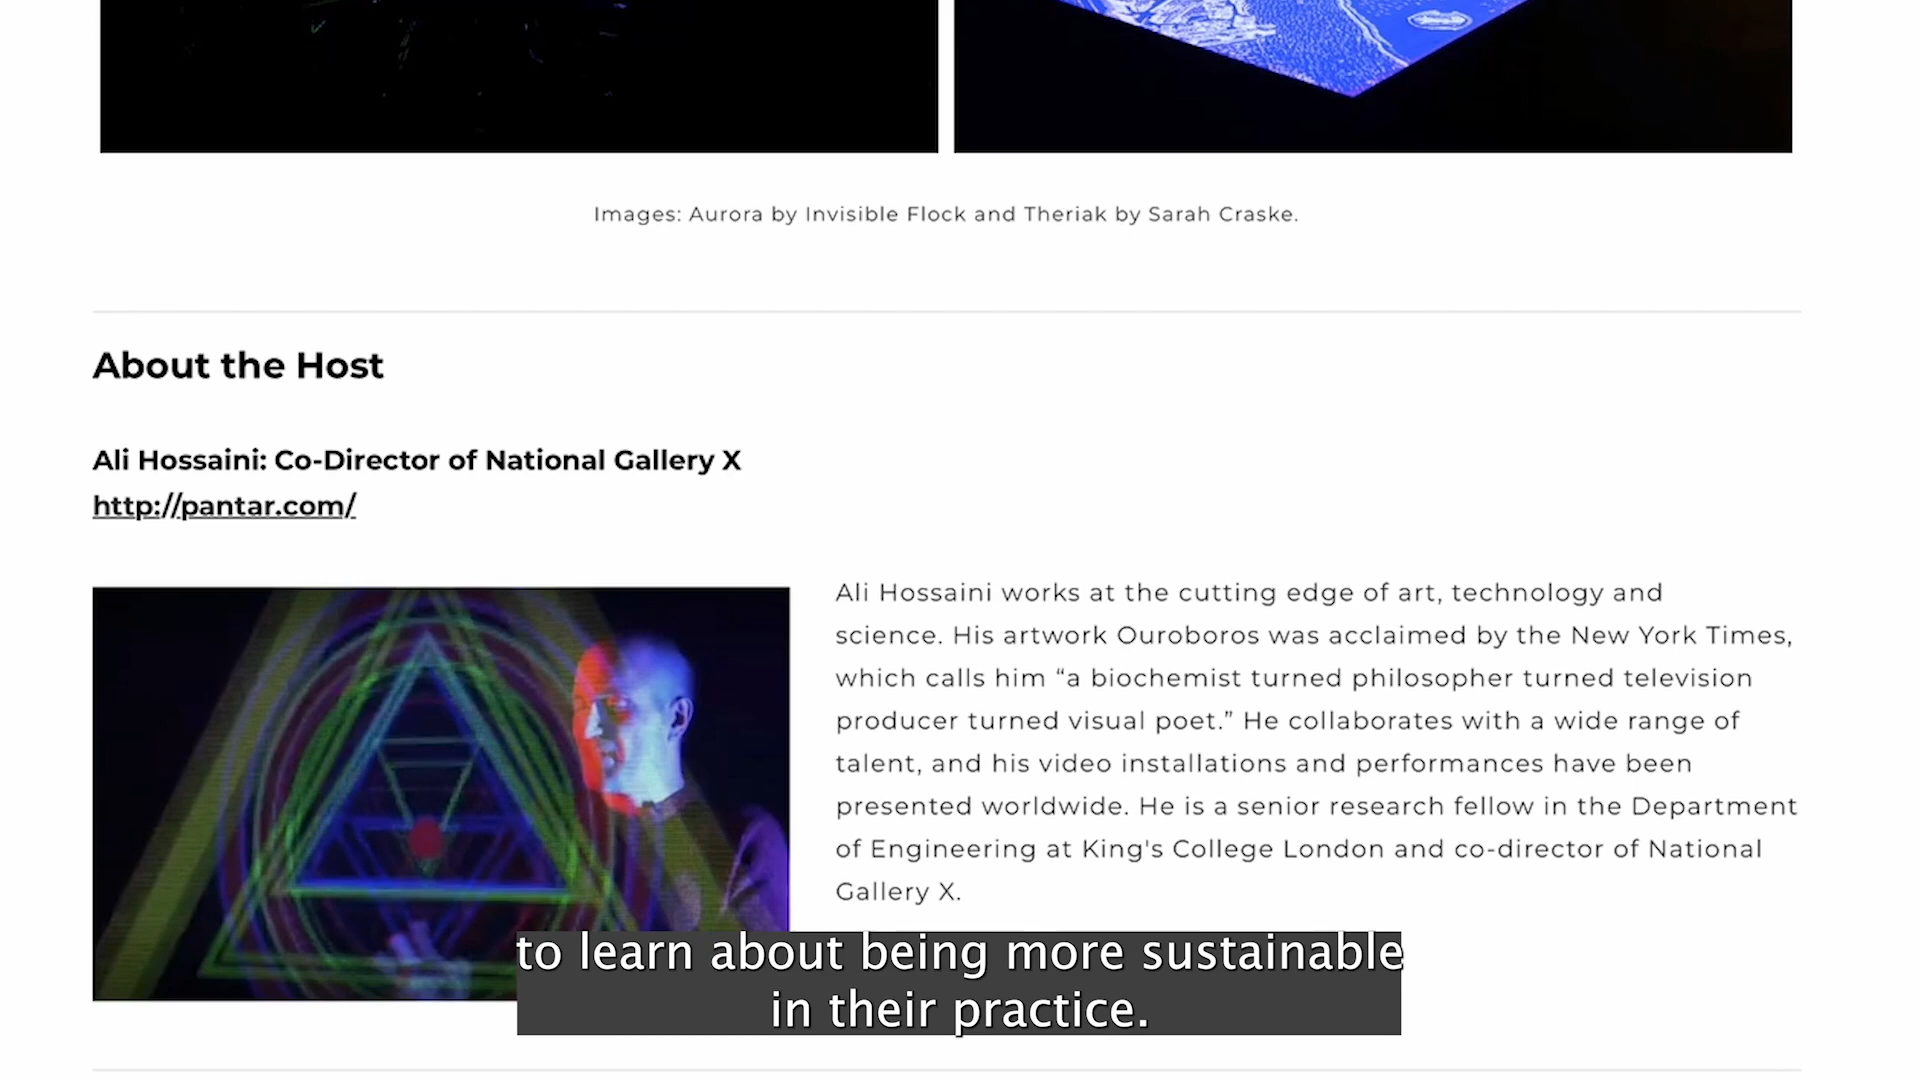 Images: Aurora by Invisible Flock and Theriak by Sarah Craske.
About the Host
Ali Hossaini: Co-Director of National Gallery X
http://pantar.com/
Ali Hossaini works at the cutting edge of art, technology and
science. His artwork Ouroboros was acclaimed by the New York Times,
which calls him “a biochemist turned philosopher turned television
producer turned visual poet.” He collaborates with a wide range of
talent, and his video installations and performances have been
presented worldwide. He is a senior research fellow in the Department
of Engineering at King's College London and co-director of National
Gallery X.
to learn about being more sustainable
in their practice.